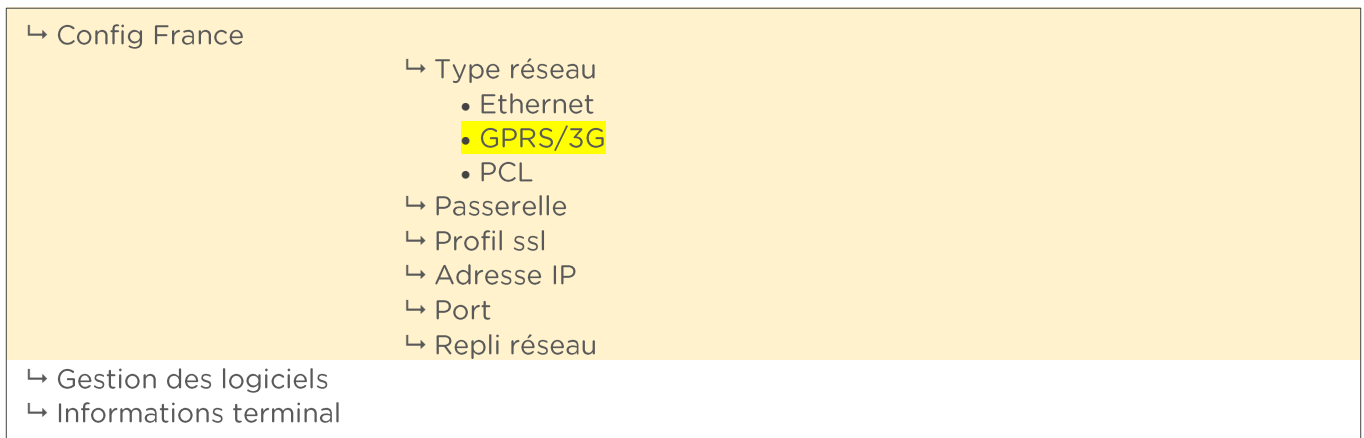 ↳ Config France
↳ Type réseau
• Ethernet
• GPRS/3G
• PCL
↳ Passerelle
↳ Profil ssl
↳ Adresse IP
↳ Port
↳ Repli réseau
↳ Gestion des logiciels
↳ Informations terminal